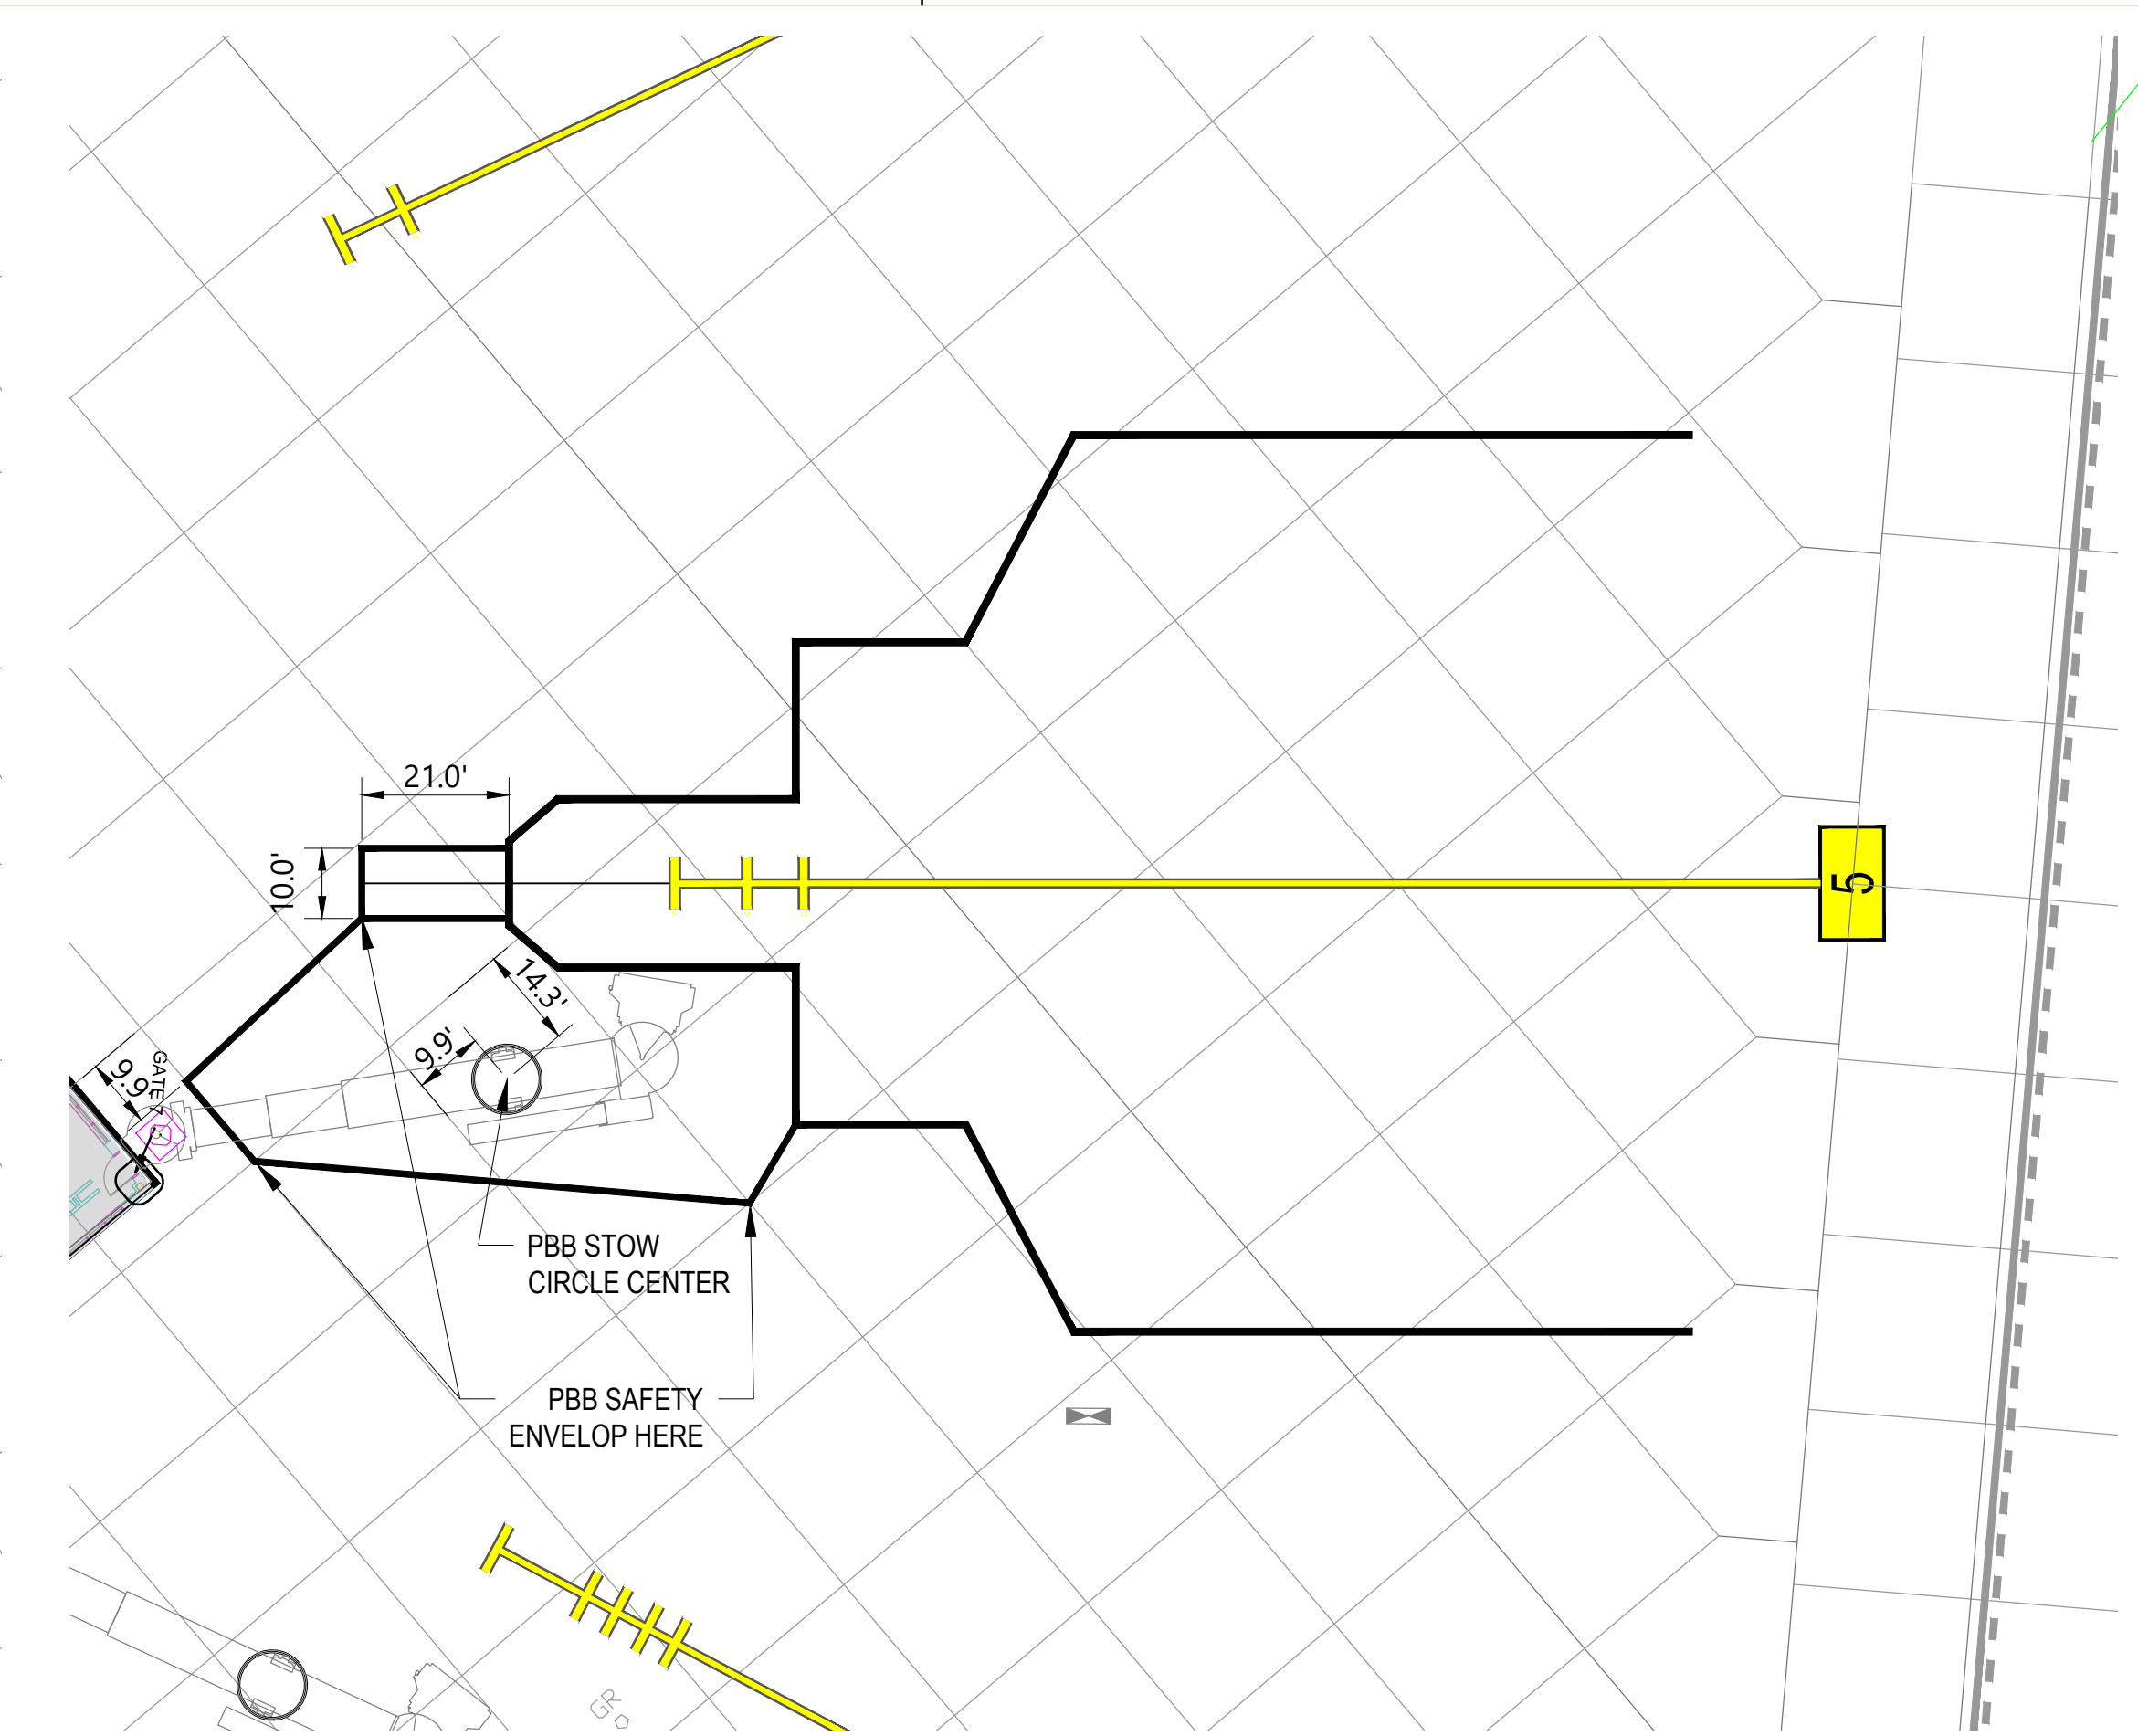 21.0'
10.0'
5
14.3'
9.9'
9.9'
GATE 7
PBB STOW
CIRCLE CENTER
PBB SAFETY
ENVELOP HERE